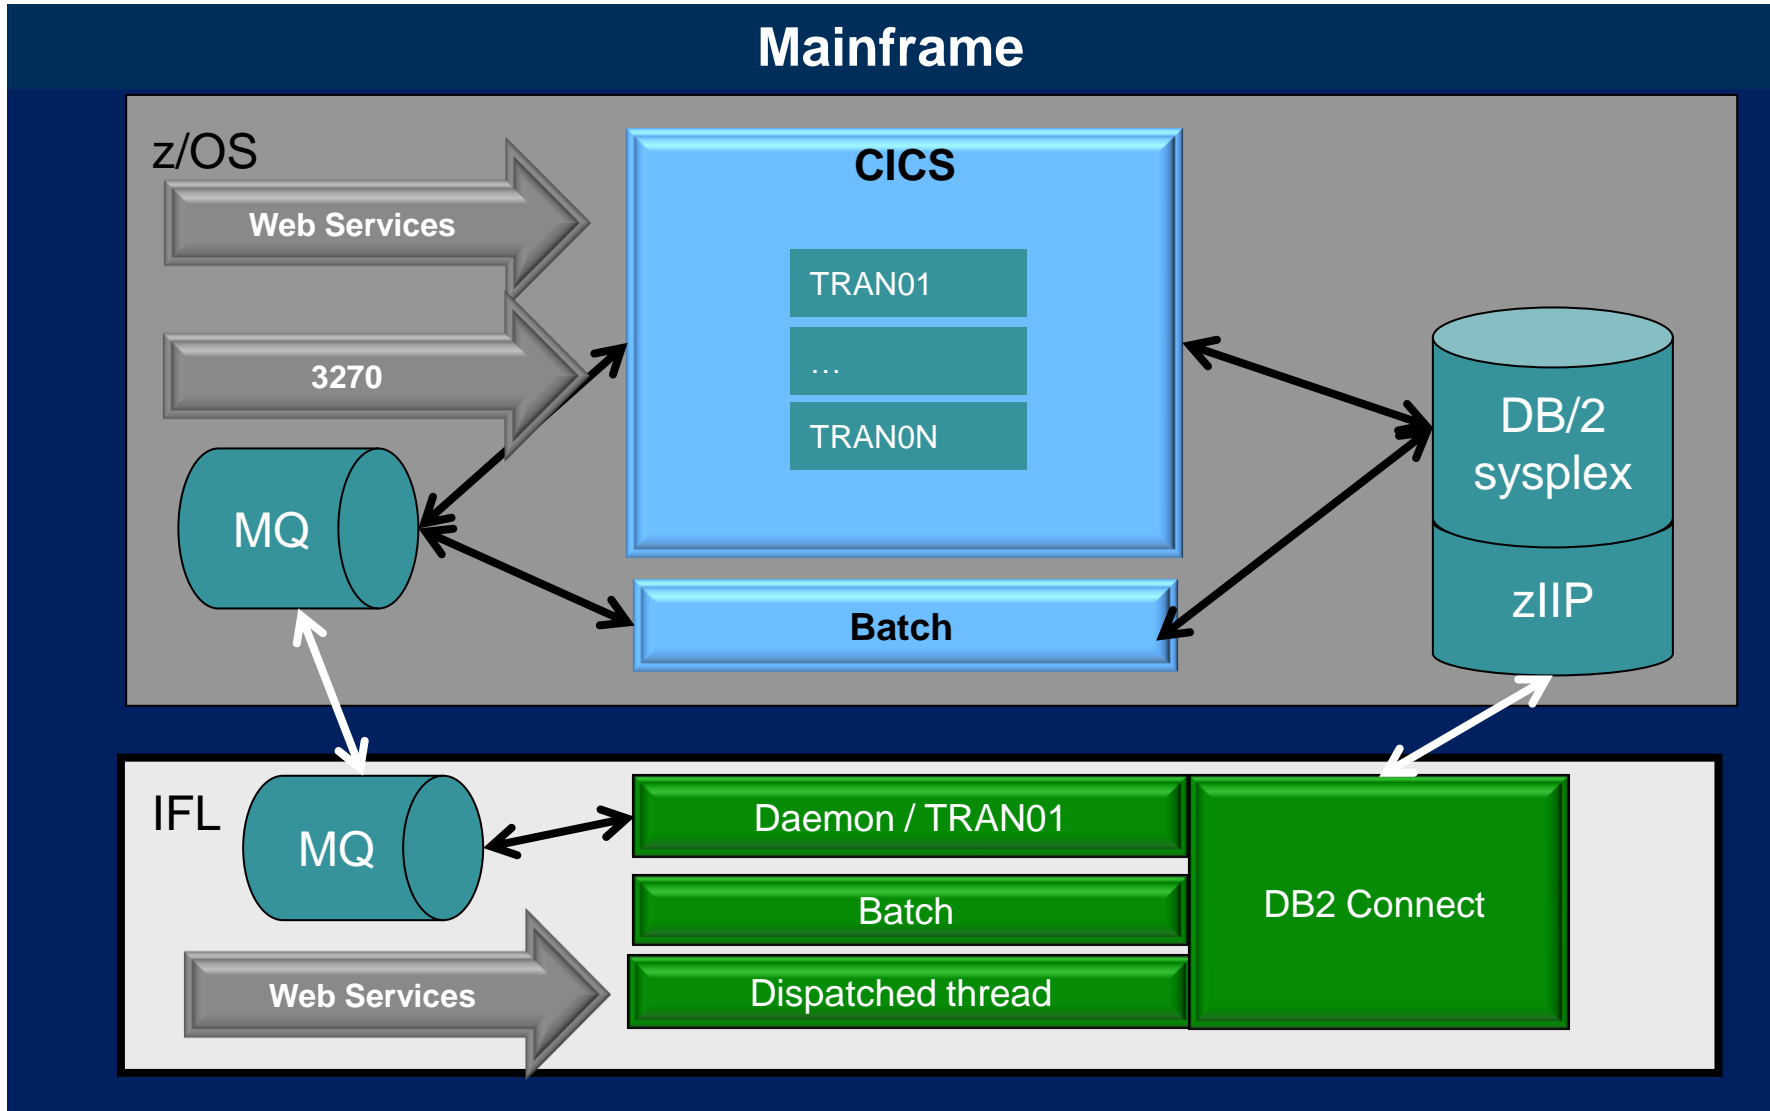 Mainframe
z/OS
Web Services
3270
MQ
CICS
TRAN01
...
TRAN0N
Batch
DB/2
sysplex
zIIP
IFL
MQ
Web Services
Daemon / TRAN01
Batch
Dispatched thread
DB2 Connect